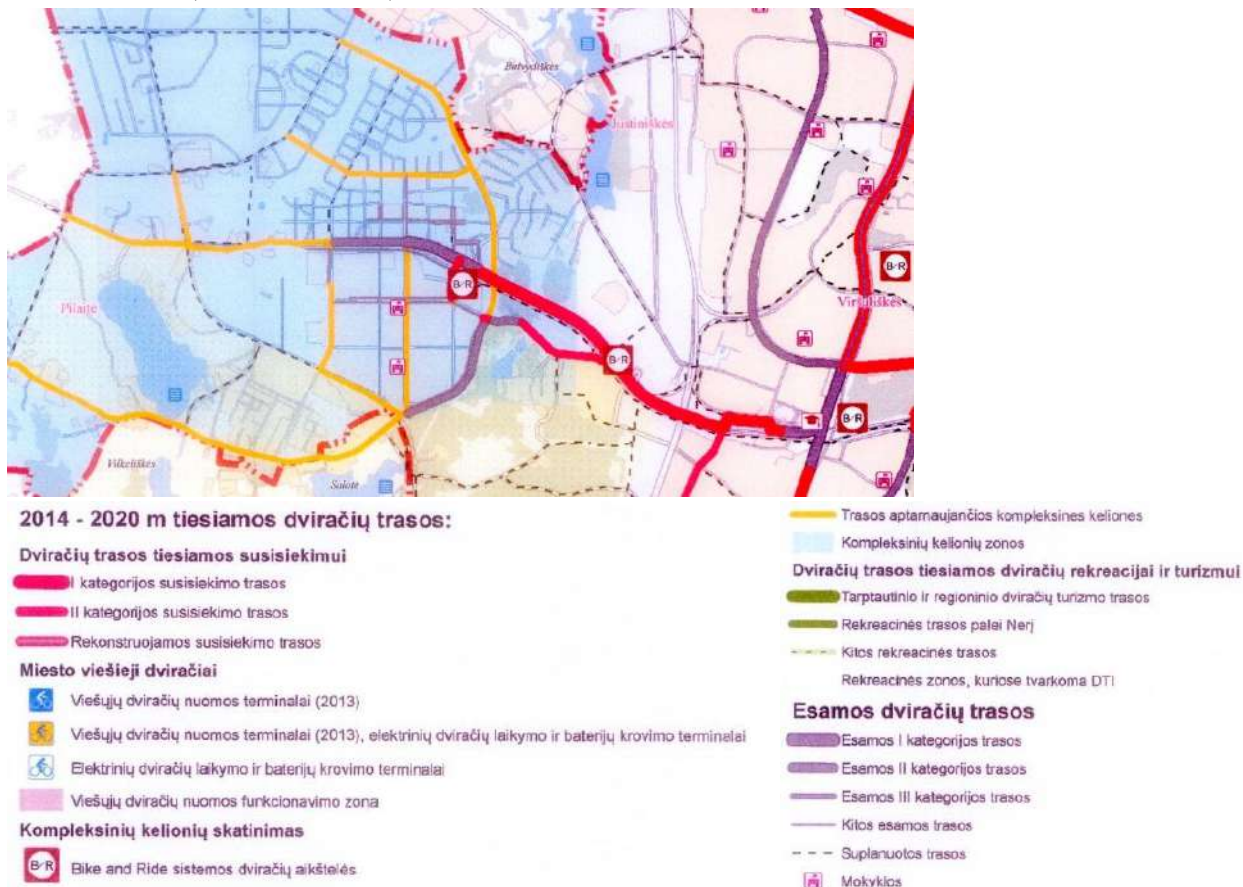 Batvydiškės
Justiniškės
Viršuliškės
Pilaitė
Vilkeliškės
Salotė
B+R
B+R
B+R
B+R
2014 - 2020 m tiesiamos dviračių trasos:
Dviračių trasos tiesiamos susisiekimui
I kategorijos susisiekimo trasos
II kategorijos susisiekimo trasos
Rekonstruojamos susisiekimo trasos
Miesto viešieji dviračiai
Viešųjų dviračių nuomos terminalai (2013)
Viešųjų dviračių nuomos terminalai (2013), elektrinių dviračių laikymo ir baterijų krovimo terminalai
Elektrinių dviračių laikymo ir baterijų krovimo terminalai
Viešųjų dviračių nuomos funkcionavimo zona
Kompleksinių kelionių skatinimas
B+R Bike and Ride sistemos dviračių aikštelės
Trasos aptarnaujančios kompleksines keliones
Kompleksinių kelionių zonos
Dviračių trasos tiesiamos dviračių rekreacijai ir turizmui
Tarptautinio ir regioninio dviračių turizmo trasos
Rekreacinės trasos palei Nerį
Kitos rekreacinės trasos
Rekreacinės zonos, kuriose tvarkoma DTI
Esamos dviračių trasos
Esamos I kategorijos trasos
Esamos II kategorijos trasos
Esamos III kategorijos trasos
Kitos esamos trasos
Suplanuotos trasos
Mokyklos